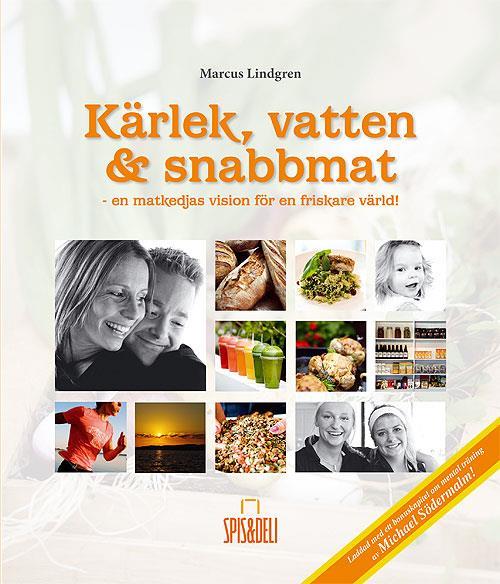 Marcus Lindgren
Kärlek, vatten
& snabbmat
- en matkedjas vision för en friskare värld!
SPIS&DELI
Laddad med ett bonuskapitel om mental träning
av Michael Södermalm!